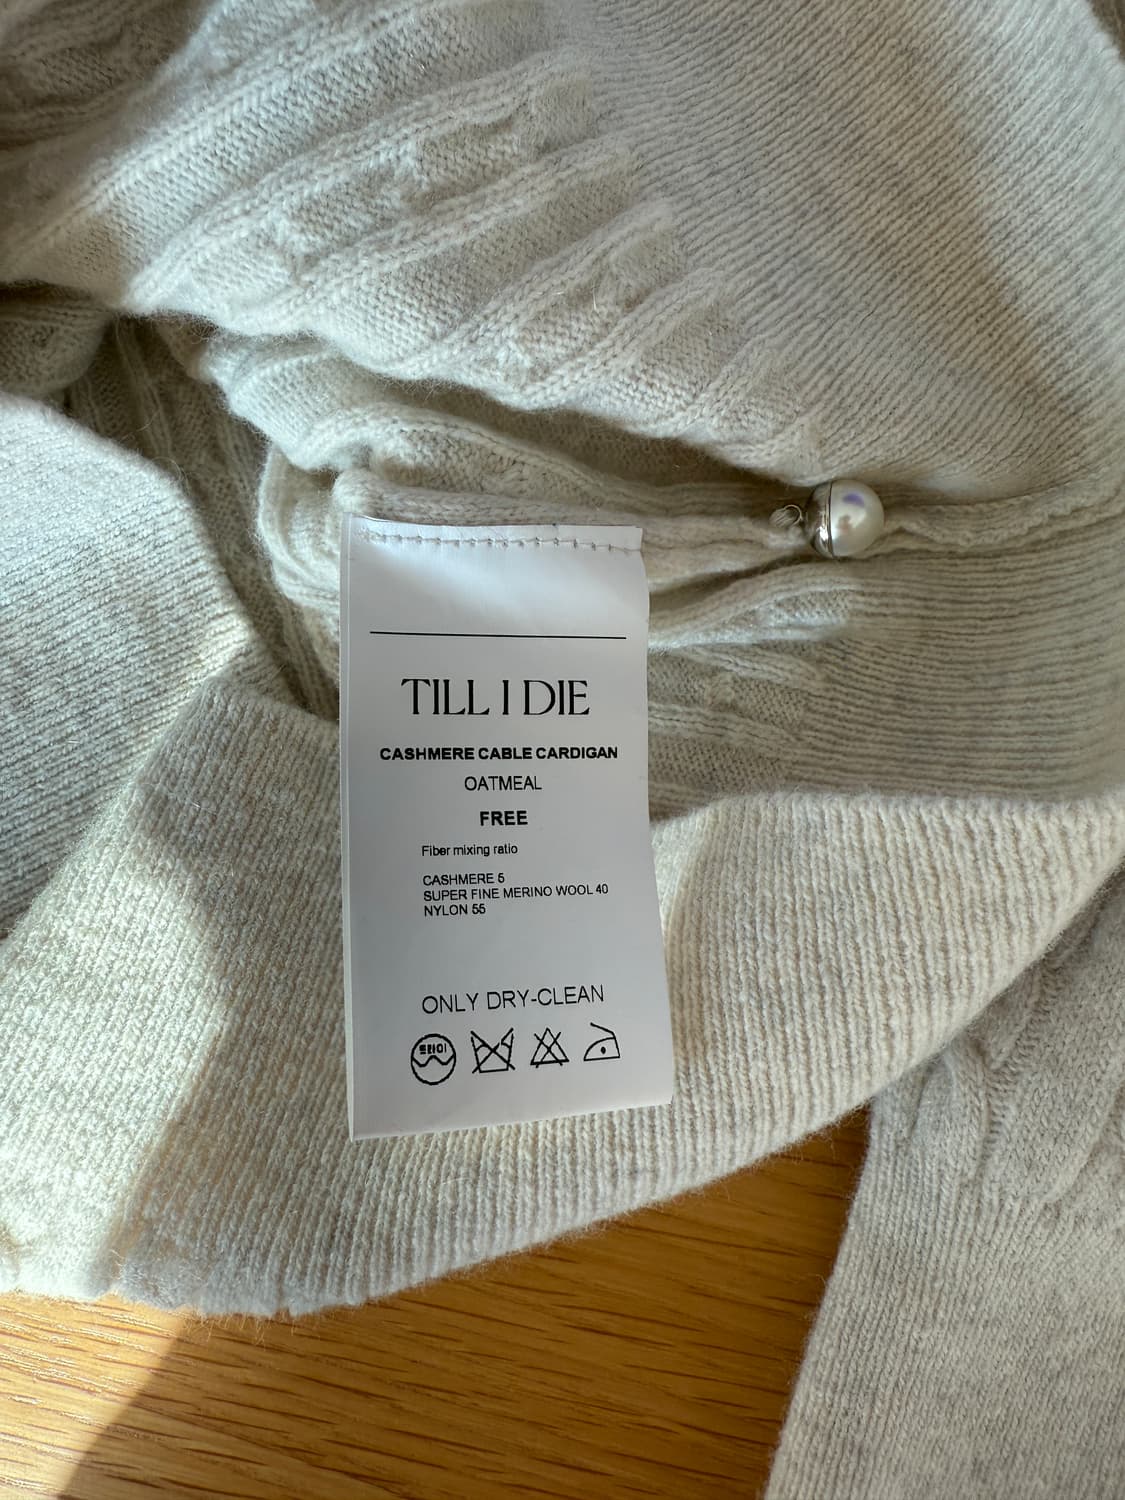 TILL I DIE
CASHMERE CABLE CARDIGAN
OATMEAL
FREE
Fiber mixing ratio
CASHMERE 5
SUPER FINE MERINO WOOL 40
NYLON 55
ONLY DRY-CLEAN